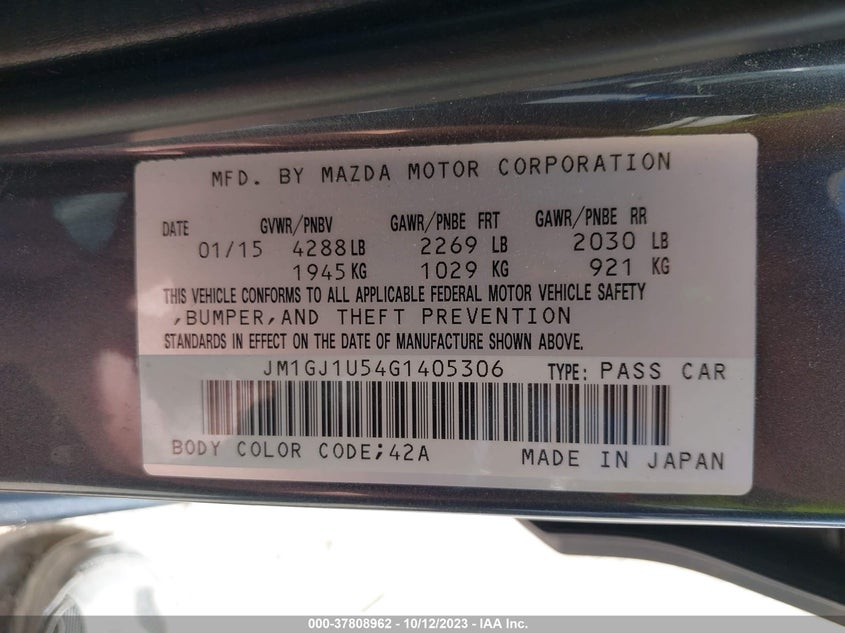 MFD. BY MAZDA MOTOR CORPORATION
DATE GVWR/PNBV GAWR/PNBE FRT GAWR/PNBE RR
01/15 4288 LB 2269 LB 2030 LB
1945 KG 1029 KG 921 KG
THIS VEHICLE CONFORMS TO ALL APPLICABLE FEDERAL MOTOR VEHICLE SAFETY
,BUMPER,AND THEFT PREVENTION
STANDARDS IN EFFECT ON THE DATE OF MANUFACTURE SHOWN ABOVE.
JM1GJ1U54G1405306 TYPE: PASS CAR
BODY COLOR CODE;42A MADE IN JAPAN
000-37808962 - 10/12/2023 - IAA Inc.